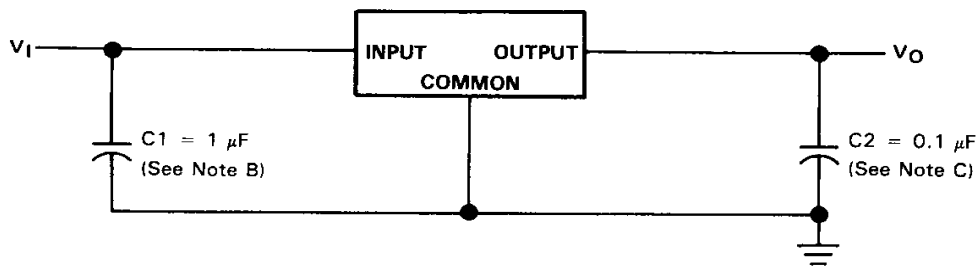 VI
INPUT OUTPUT
COMMON
VO
C1 = 1 μF
(See Note B)
C2 = 0.1 μF
(See Note C)